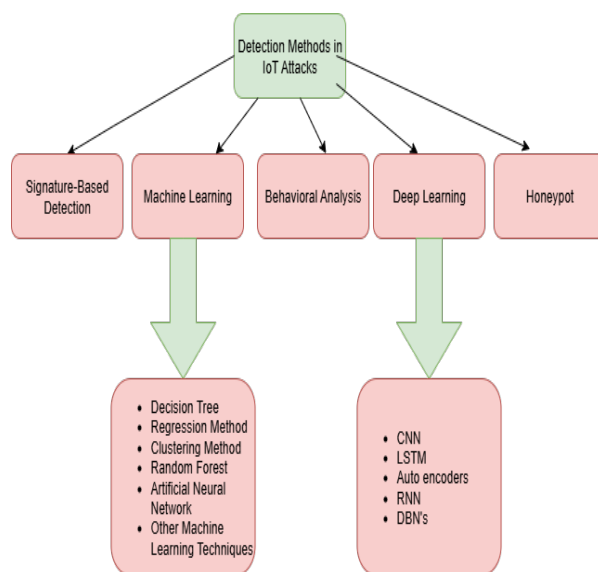 Detection Methods in
IoT Attacks
Signature-Based
Detection
Machine Learning
Behavioral Analysis
Deep Learning
Honeypot
• Decision Tree
• Regression Method
• Clustering Method
• Random Forest
• Artificial Neural
Network
• Other Machine
Learning Techniques
• CNN
• LSTM
• Auto encoders
• RNN
• DBN's